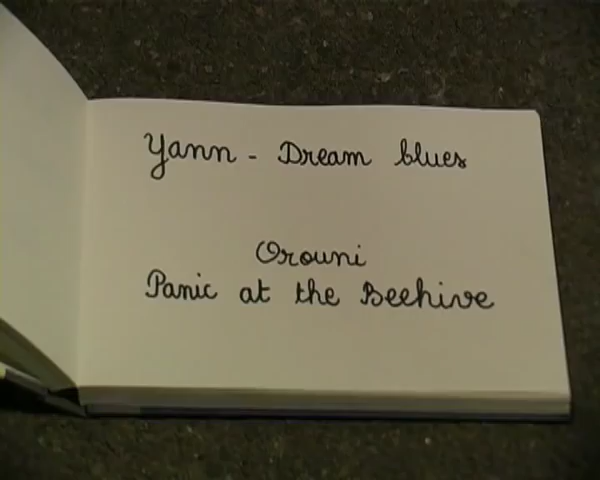 Yann - Dream blues
Orouni
Panic at the Beehive